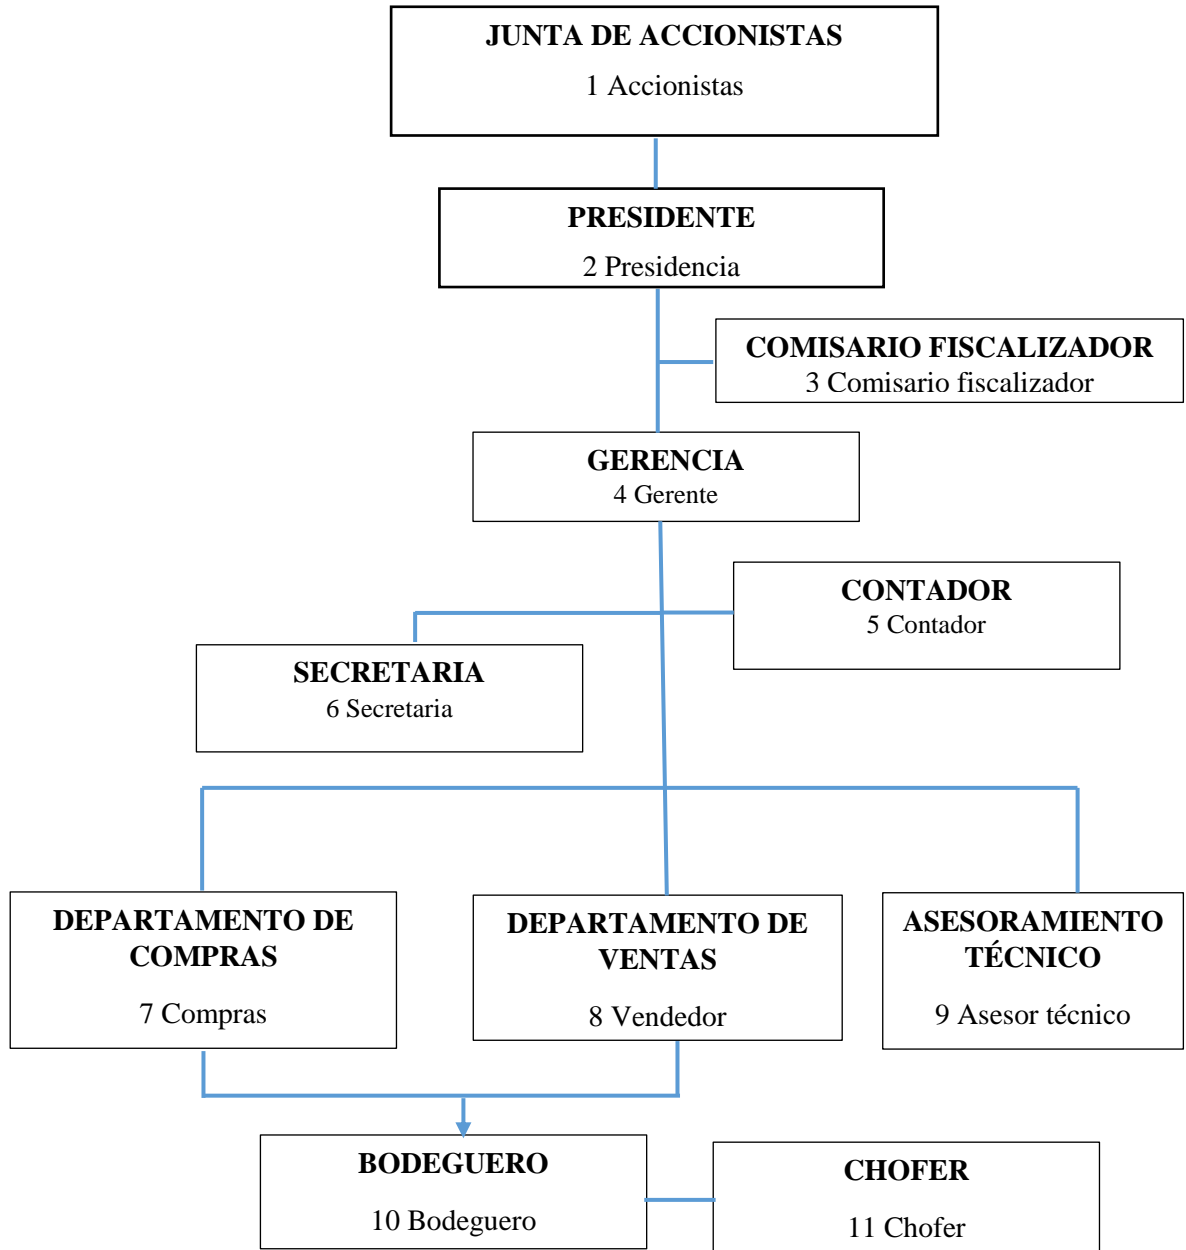 JUNTA DE ACCIONISTAS
1 Accionistas
PRESIDENTE
2 Presidencia
COMISARIO FISCALIZADOR
3 Comisario fiscalizador
GERENCIA
4 Gerente
CONTADOR
5 Contador
SECRETARIA
6 Secretaria
DEPARTAMENTO DE
COMPRAS
7 Compras
DEPARTAMENTO DE
VENTAS
8 Vendedor
ASESORAMIENTO
TÉCNICO
9 Asesor técnico
BODEGUERO
10 Bodeguero
CHOFER
11 Chofer